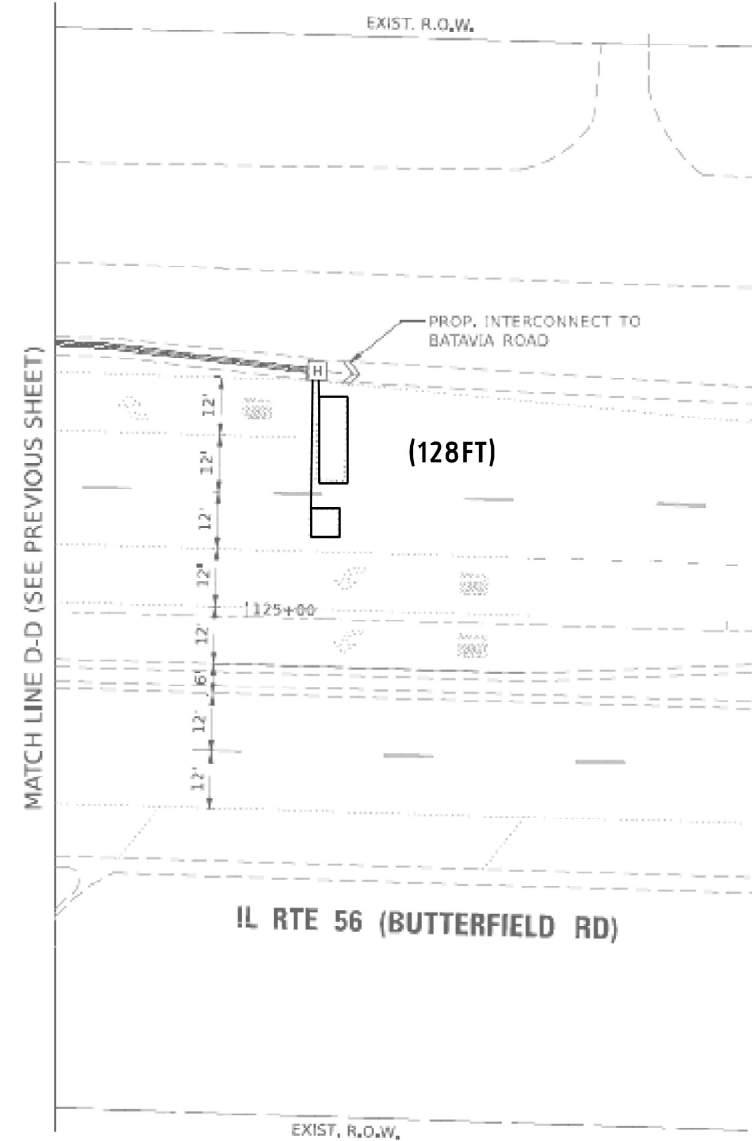 EXIST. R.O.W.
PROP. INTERCONNECT TO
BATAVIA ROAD
MATCH LINE D-D (SEE PREVIOUS SHEET)
H
12'
(128FT)
12'
12'
12'
125+00
12'
6'
12'
12'
IL RTE 56 (BUTTERFIELD RD)
EXIST. R.O.W.